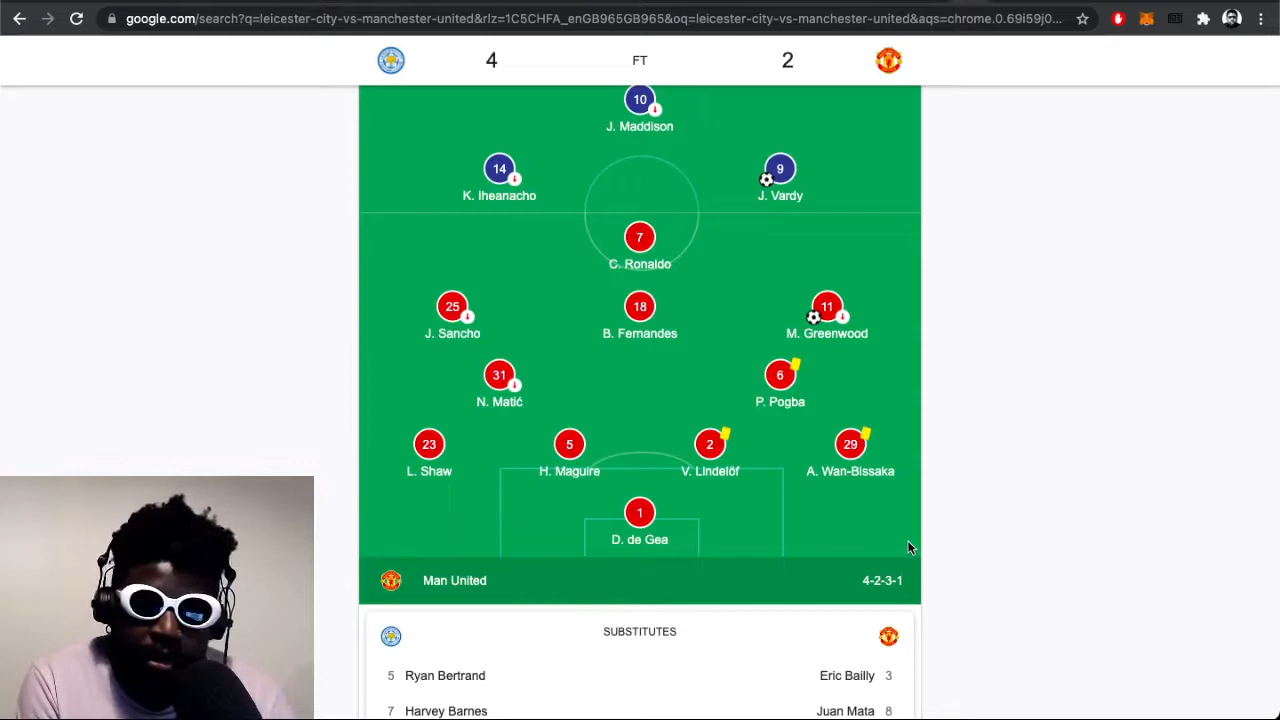 google.com/search?q=leicester-city-vs-manchester-united&rlz=1C5CHFA_enGB965GB965&oq=leicester-city-vs-manchester-united&aqs=chrome.0.69i59j0...
4 FT 2
10
J. Maddison
14 9
K. Iheanacho J. Vardy
7
C. Ronaldo
25 18 11
J. Sancho B. Fernandes M. Greenwood
31 6
N. Matić P. Pogba
23 5 2 29
L. Shaw H. Maguire V. Lindelöf A. Wan-Bissaka
1
D. de Gea
Man United 4-2-3-1
SUBSTITUTES
5 Ryan Bertrand Eric Bailly 3
7 Harvey Barnes Juan Mata 8